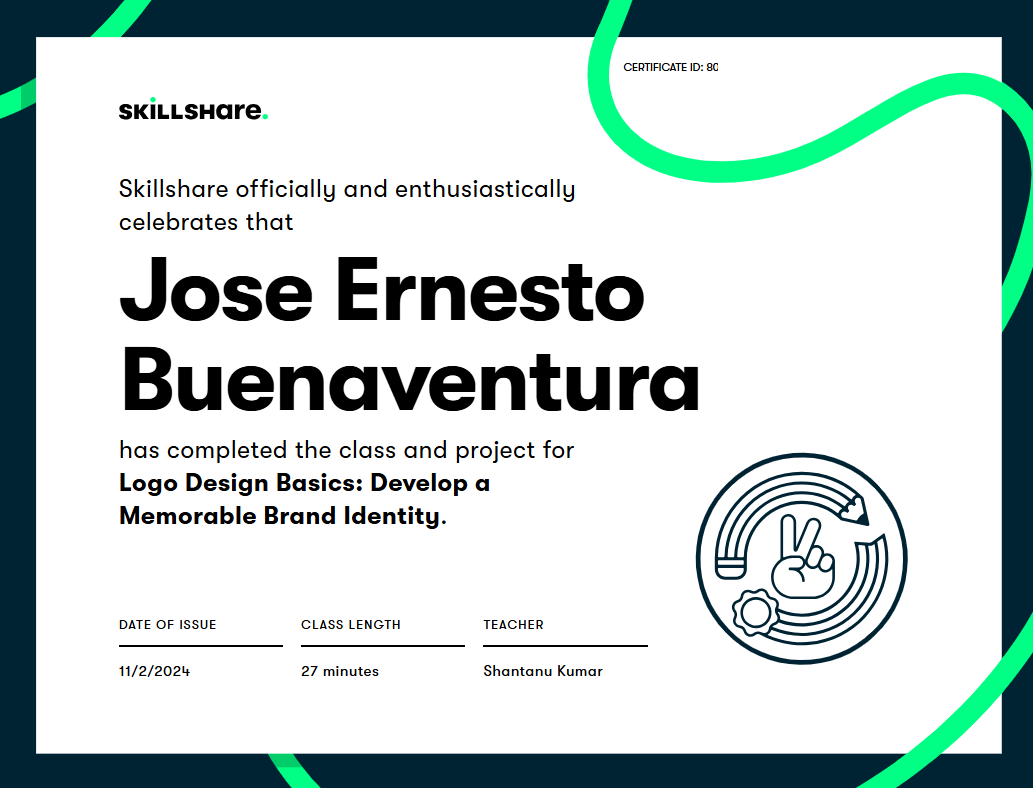 CERTIFICATE ID: 80
SKILLSHare.
Skillshare officially and enthusiastically
celebrates that
Jose Ernesto
Buenaventura
has completed the class and project for
Logo Design Basics: Develop a
Memorable Brand Identity.
DATE OF ISSUE
CLASS LENGTH
TEACHER
11/2/2024
27 minutes
Shantanu Kumar